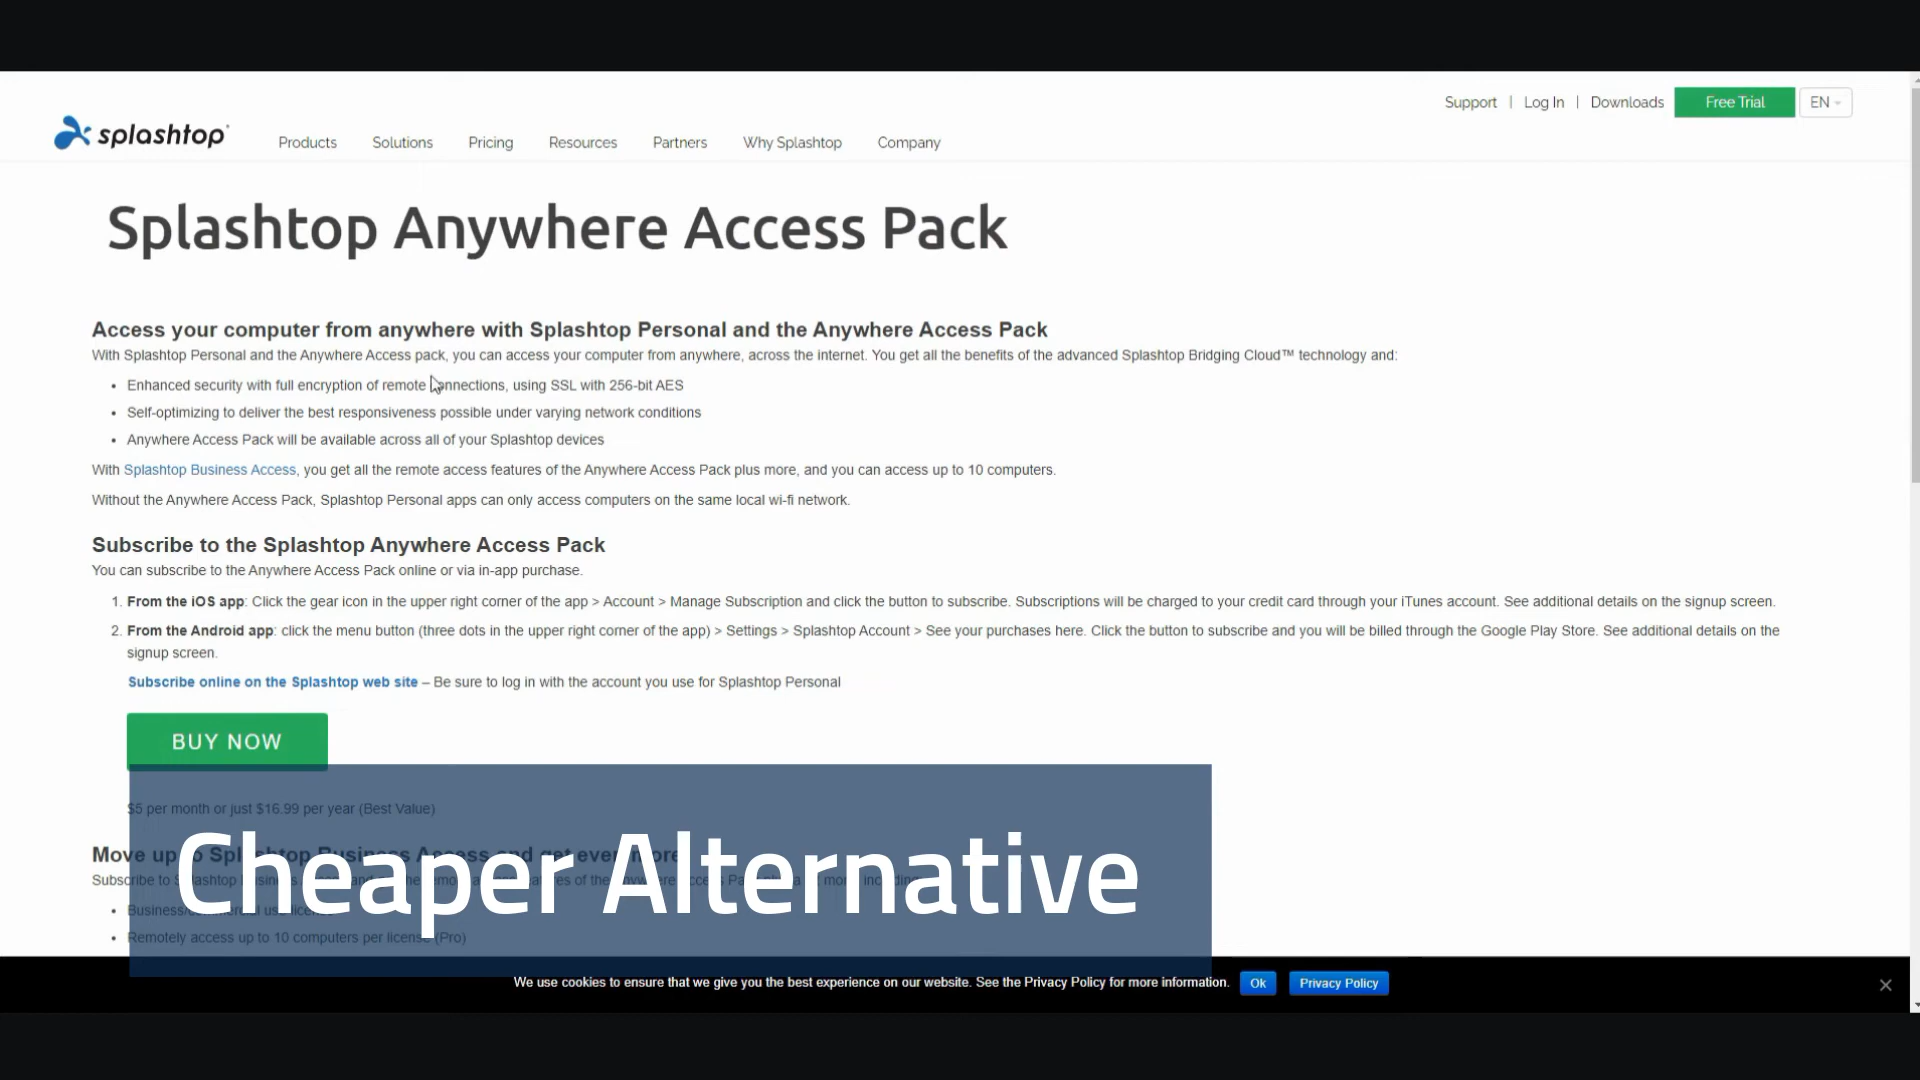 Support | Log In | Downloads Free Trial EN
splashtop
Products Solutions Pricing Resources Partners Why Splashtop Company
Splashtop Anywhere Access Pack
Access your computer from anywhere with Splashtop Personal and the Anywhere Access Pack
With Splashtop Personal and the Anywhere Access pack, you can access your computer from anywhere, across the internet. You get all the benefits of the advanced Splashtop Bridging Cloud™ technology and:
• Enhanced security with full encryption of remote connections, using SSL with 256-bit AES
• Self-optimizing to deliver the best responsiveness possible under varying network conditions
• Anywhere Access Pack will be available across all of your Splashtop devices
With Splashtop Business Access, you get all the remote access features of the Anywhere Access Pack plus more, and you can access up to 10 computers.
Without the Anywhere Access Pack, Splashtop Personal apps can only access computers on the same local wi-fi network.
Subscribe to the Splashtop Anywhere Access Pack
You can subscribe to the Anywhere Access Pack online or via in-app purchase.
1. From the iOS app: Click the gear icon in the upper right corner of the app > Account > Manage Subscription and click the button to subscribe. Subscriptions will be charged to your credit card through your iTunes account. See additional details on the signup screen.
2. From the Android app: click the menu button (three dots in the upper right corner of the app) > Settings > Splashtop Account > See your purchases here. Click the button to subscribe and you will be billed through the Google Play Store. See additional details on the
signup screen.
Subscribe online on the Splashtop web site – Be sure to log in with the account you use for Splashtop Personal
BUY NOW
$5 per month or just $16.99 per year (Best Value)
Move up to Splashtop Business Access and get even more
Cheaper Alternative
Subscribe to Splashtop
• Remotely access up to 10 computers per license (Pro)
We use cookies to ensure that we give you the best experience on our website. See the Privacy Policy for more information. Ok Privacy Policy